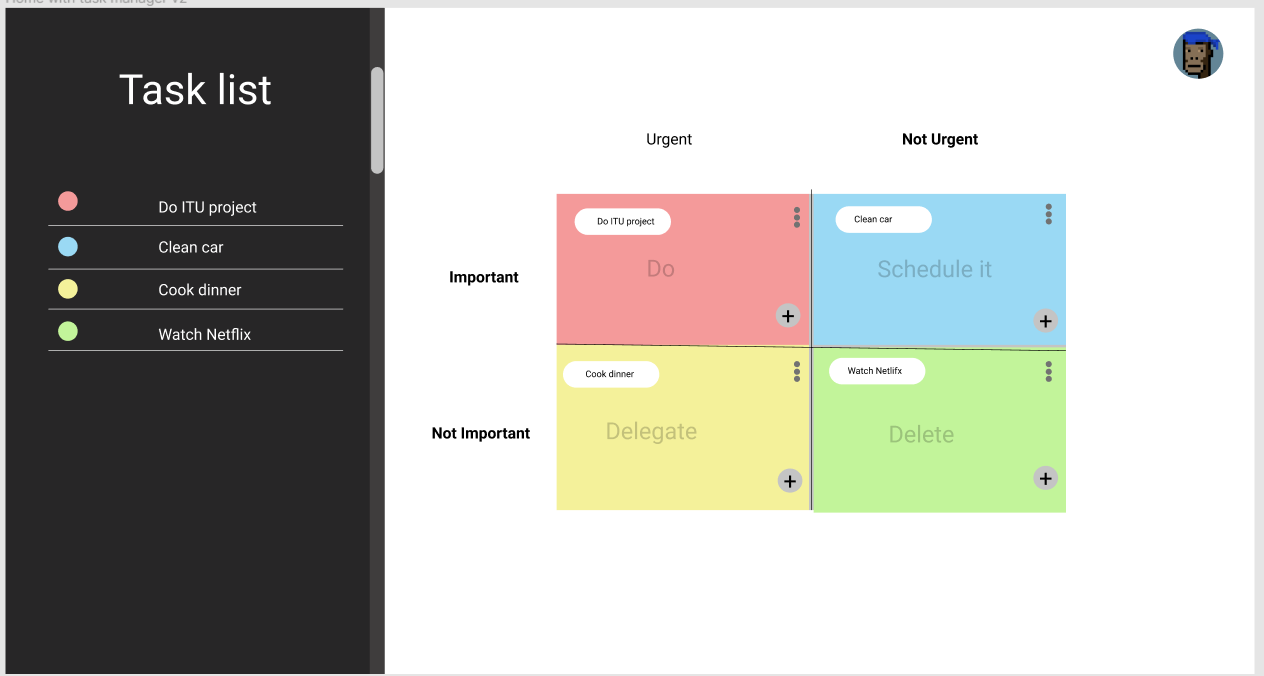 Home with task manager v2
Task list
Do ITU project
Clean car
Cook dinner
Watch Netflix
Urgent
Not Urgent
Important
Do ITU project
Do
Clean car
Schedule it
Not Important
Cook dinner
Delegate
Watch Netlifx
Delete